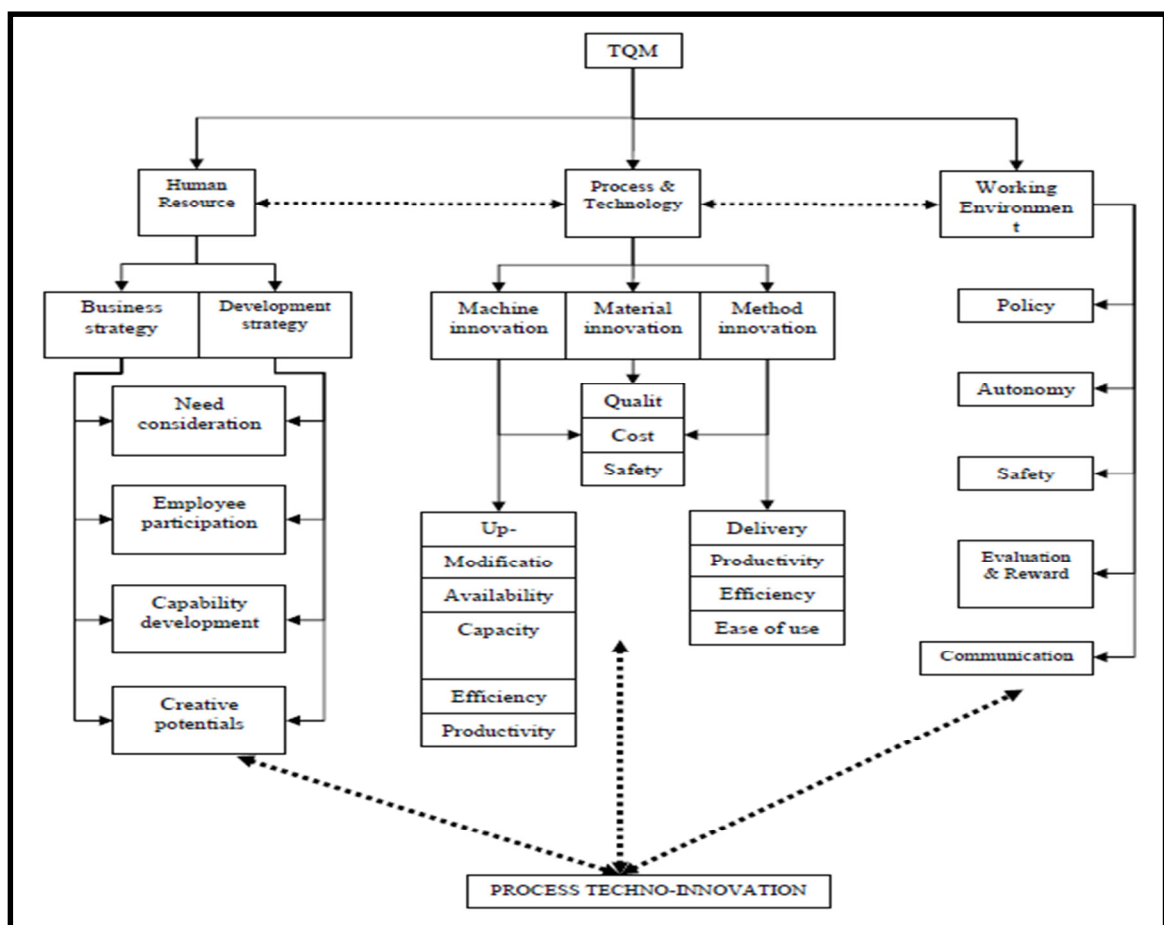 TQM
Human
Resource
Process &
Technology
Working
Environmen
t
Business
strategy
Development
strategy
Machine
innovation
Material
innovation
Method
innovation
Policy
Need
consideration
Qualit
Cost
Safety
Autonomy
Employee
participation
Safety
Up-
Modificatio
Availability
Capacity
Efficiency
Productivity
Delivery
Productivity
Efficiency
Ease of use
Evaluation
& Reward
Capability
development
Communication
Creative
potentials
PROCESS TECHNO-INNOVATION